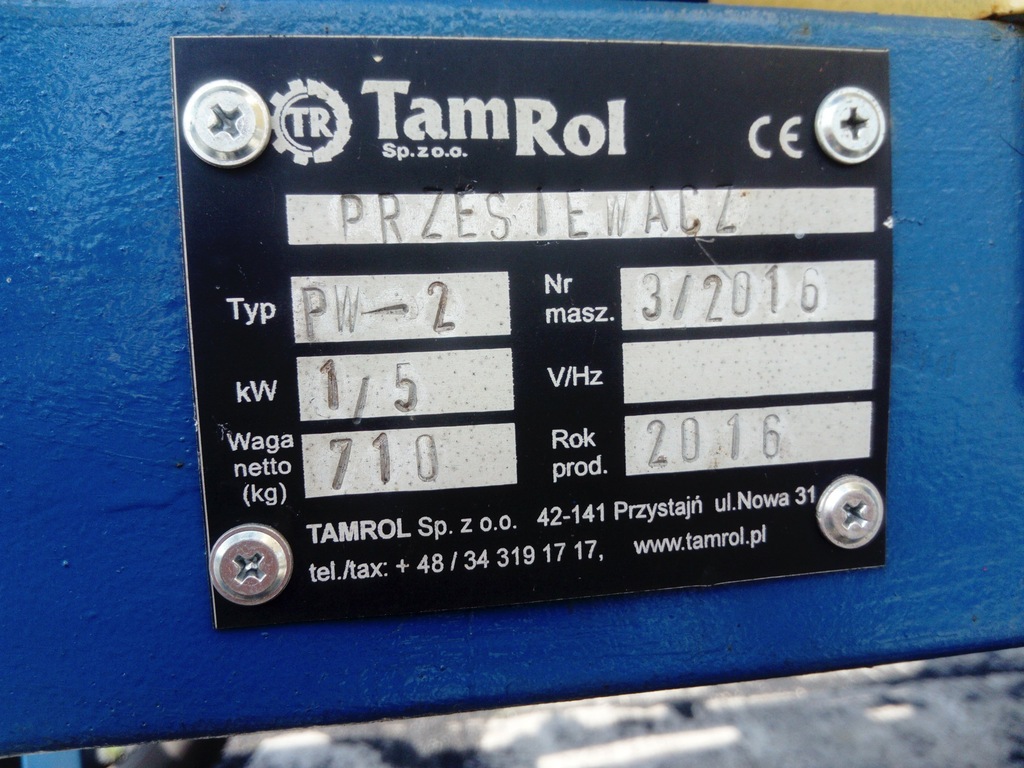 TR TamRol
Sp.zo.o.
CE
PRZESIEWACZ
Typ PW-2 Nr masz. 3/2016
kW 1/5 V/Hz
Waga netto (kg) 710 Rok prod. 2016
TAMROL Sp. z o.o. 42-141 Przystajń ul.Nowa 31
tel./tax: + 48 / 34 319 17 17, www.tamrol.pl